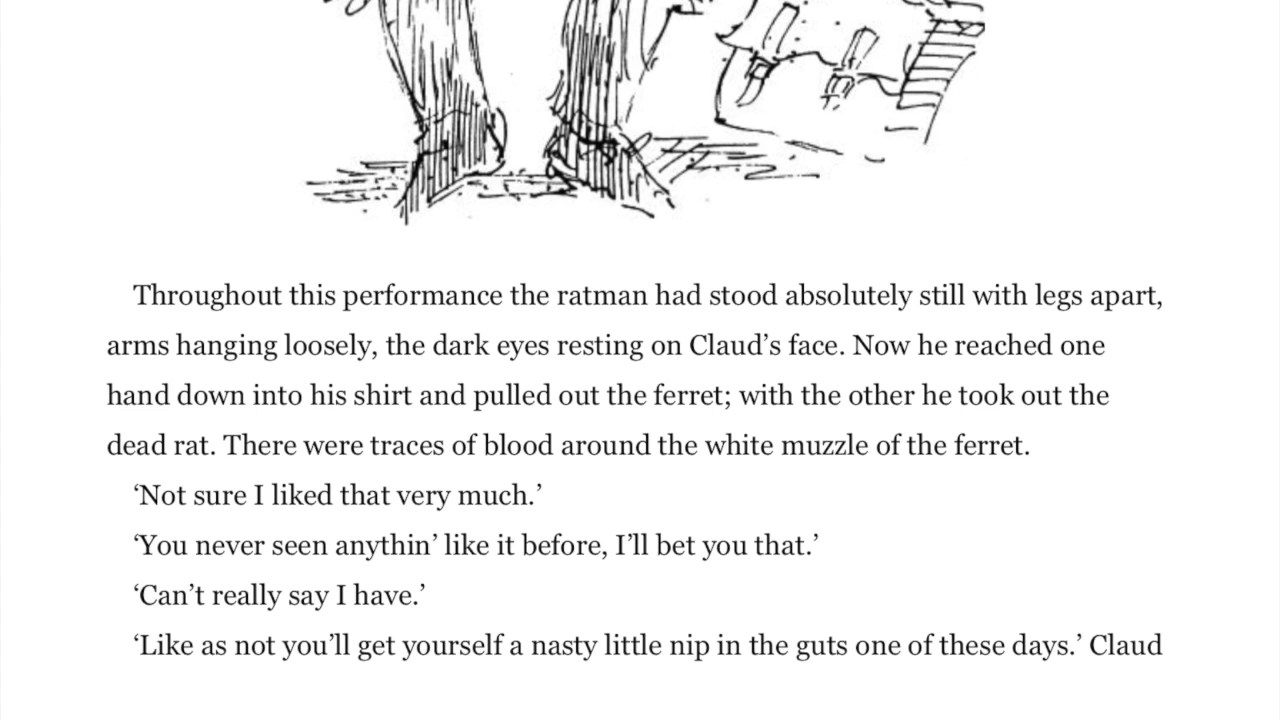 Throughout this performance the ratman had stood absolutely still with legs apart,
arms hanging loosely, the dark eyes resting on Claud’s face. Now he reached one
hand down into his shirt and pulled out the ferret; with the other he took out the
dead rat. There were traces of blood around the white muzzle of the ferret.
‘Not sure I liked that very much.’
‘You never seen anythin’ like it before, I’ll bet you that.’
‘Can’t really say I have.’
‘Like as not you’ll get yourself a nasty little nip in the guts one of these days.’ Claud